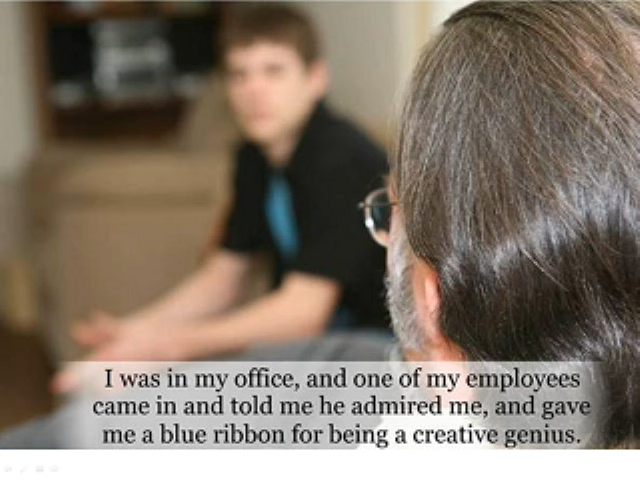 I was in my office, and one of my employees
came in and told me he admired me, and gave
me a blue ribbon for being a creative genius.